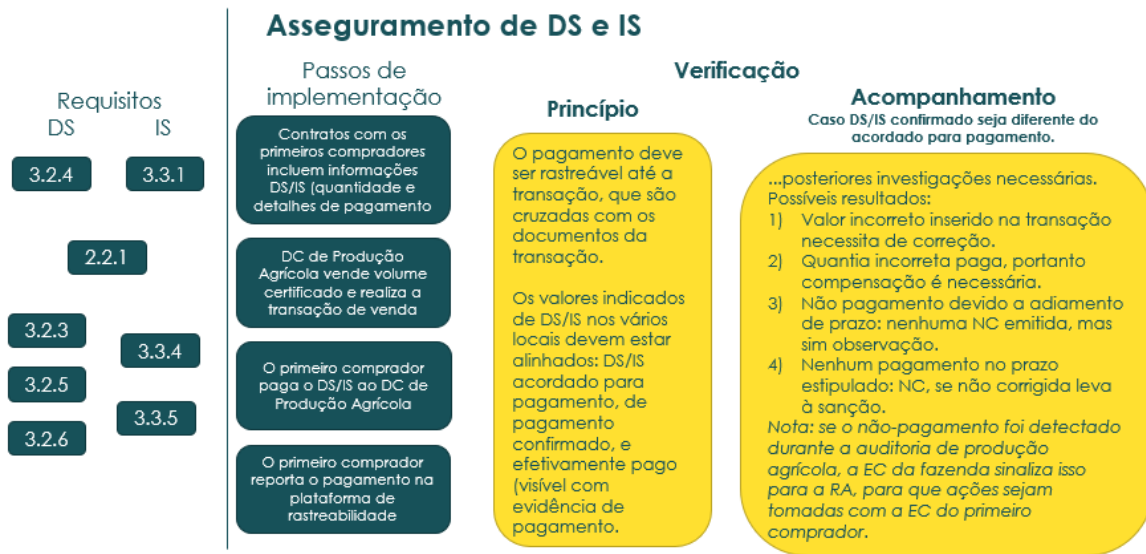 Asseguramento de DS e IS
Requisitos
DS
IS
3.2.4
3.3.1
2.2.1
3.2.3
3.3.4
3.2.5
3.3.5
3.2.6
Passos de
implementação
Contratos com os
primeiros compradores
incluem informações
DS/IS (quantidade e
detalhes de pagamento
DC de Produção
Agrícola vende volume
certificado e realiza a
transação de venda
O primeiro comprador
paga o DS/IS ao DC de
Produção Agrícola
O primeiro comprador
reporta o pagamento na
plataforma de
rastreabilidade
Verificação
Princípio
O pagamento deve
ser rastreável até a
transação, que são
cruzadas com os
documentos da
transação.
Os valores indicados
de DS/IS nos vários
locais devem estar
alinhados: DS/IS
acordado para
pagamento, de
pagamento
confirmado, e
efetivamente pago
(visível com
evidência de
pagamento.
Acompanhamento
Caso DS/IS confirmado seja diferente do
acordado para pagamento.
...posteriores investigações necessárias.
Possíveis resultados:
1) Valor incorreto inserido na transação
necessita de correção.
2) Quantia incorreta paga, portanto
compensação é necessária.
3) Não pagamento devido a adiamento
de prazo: nenhuma NC emitida, mas
sim observação.
4) Nenhum pagamento no prazo
estipulado: NC, se não corrigida leva
à sanção.
Nota: se o não-pagamento foi detectado
durante a auditoria de produção
agrícola, a EC da fazenda sinaliza isso
para a RA, para que ações sejam
tomadas com a EC do primeiro
comprador.